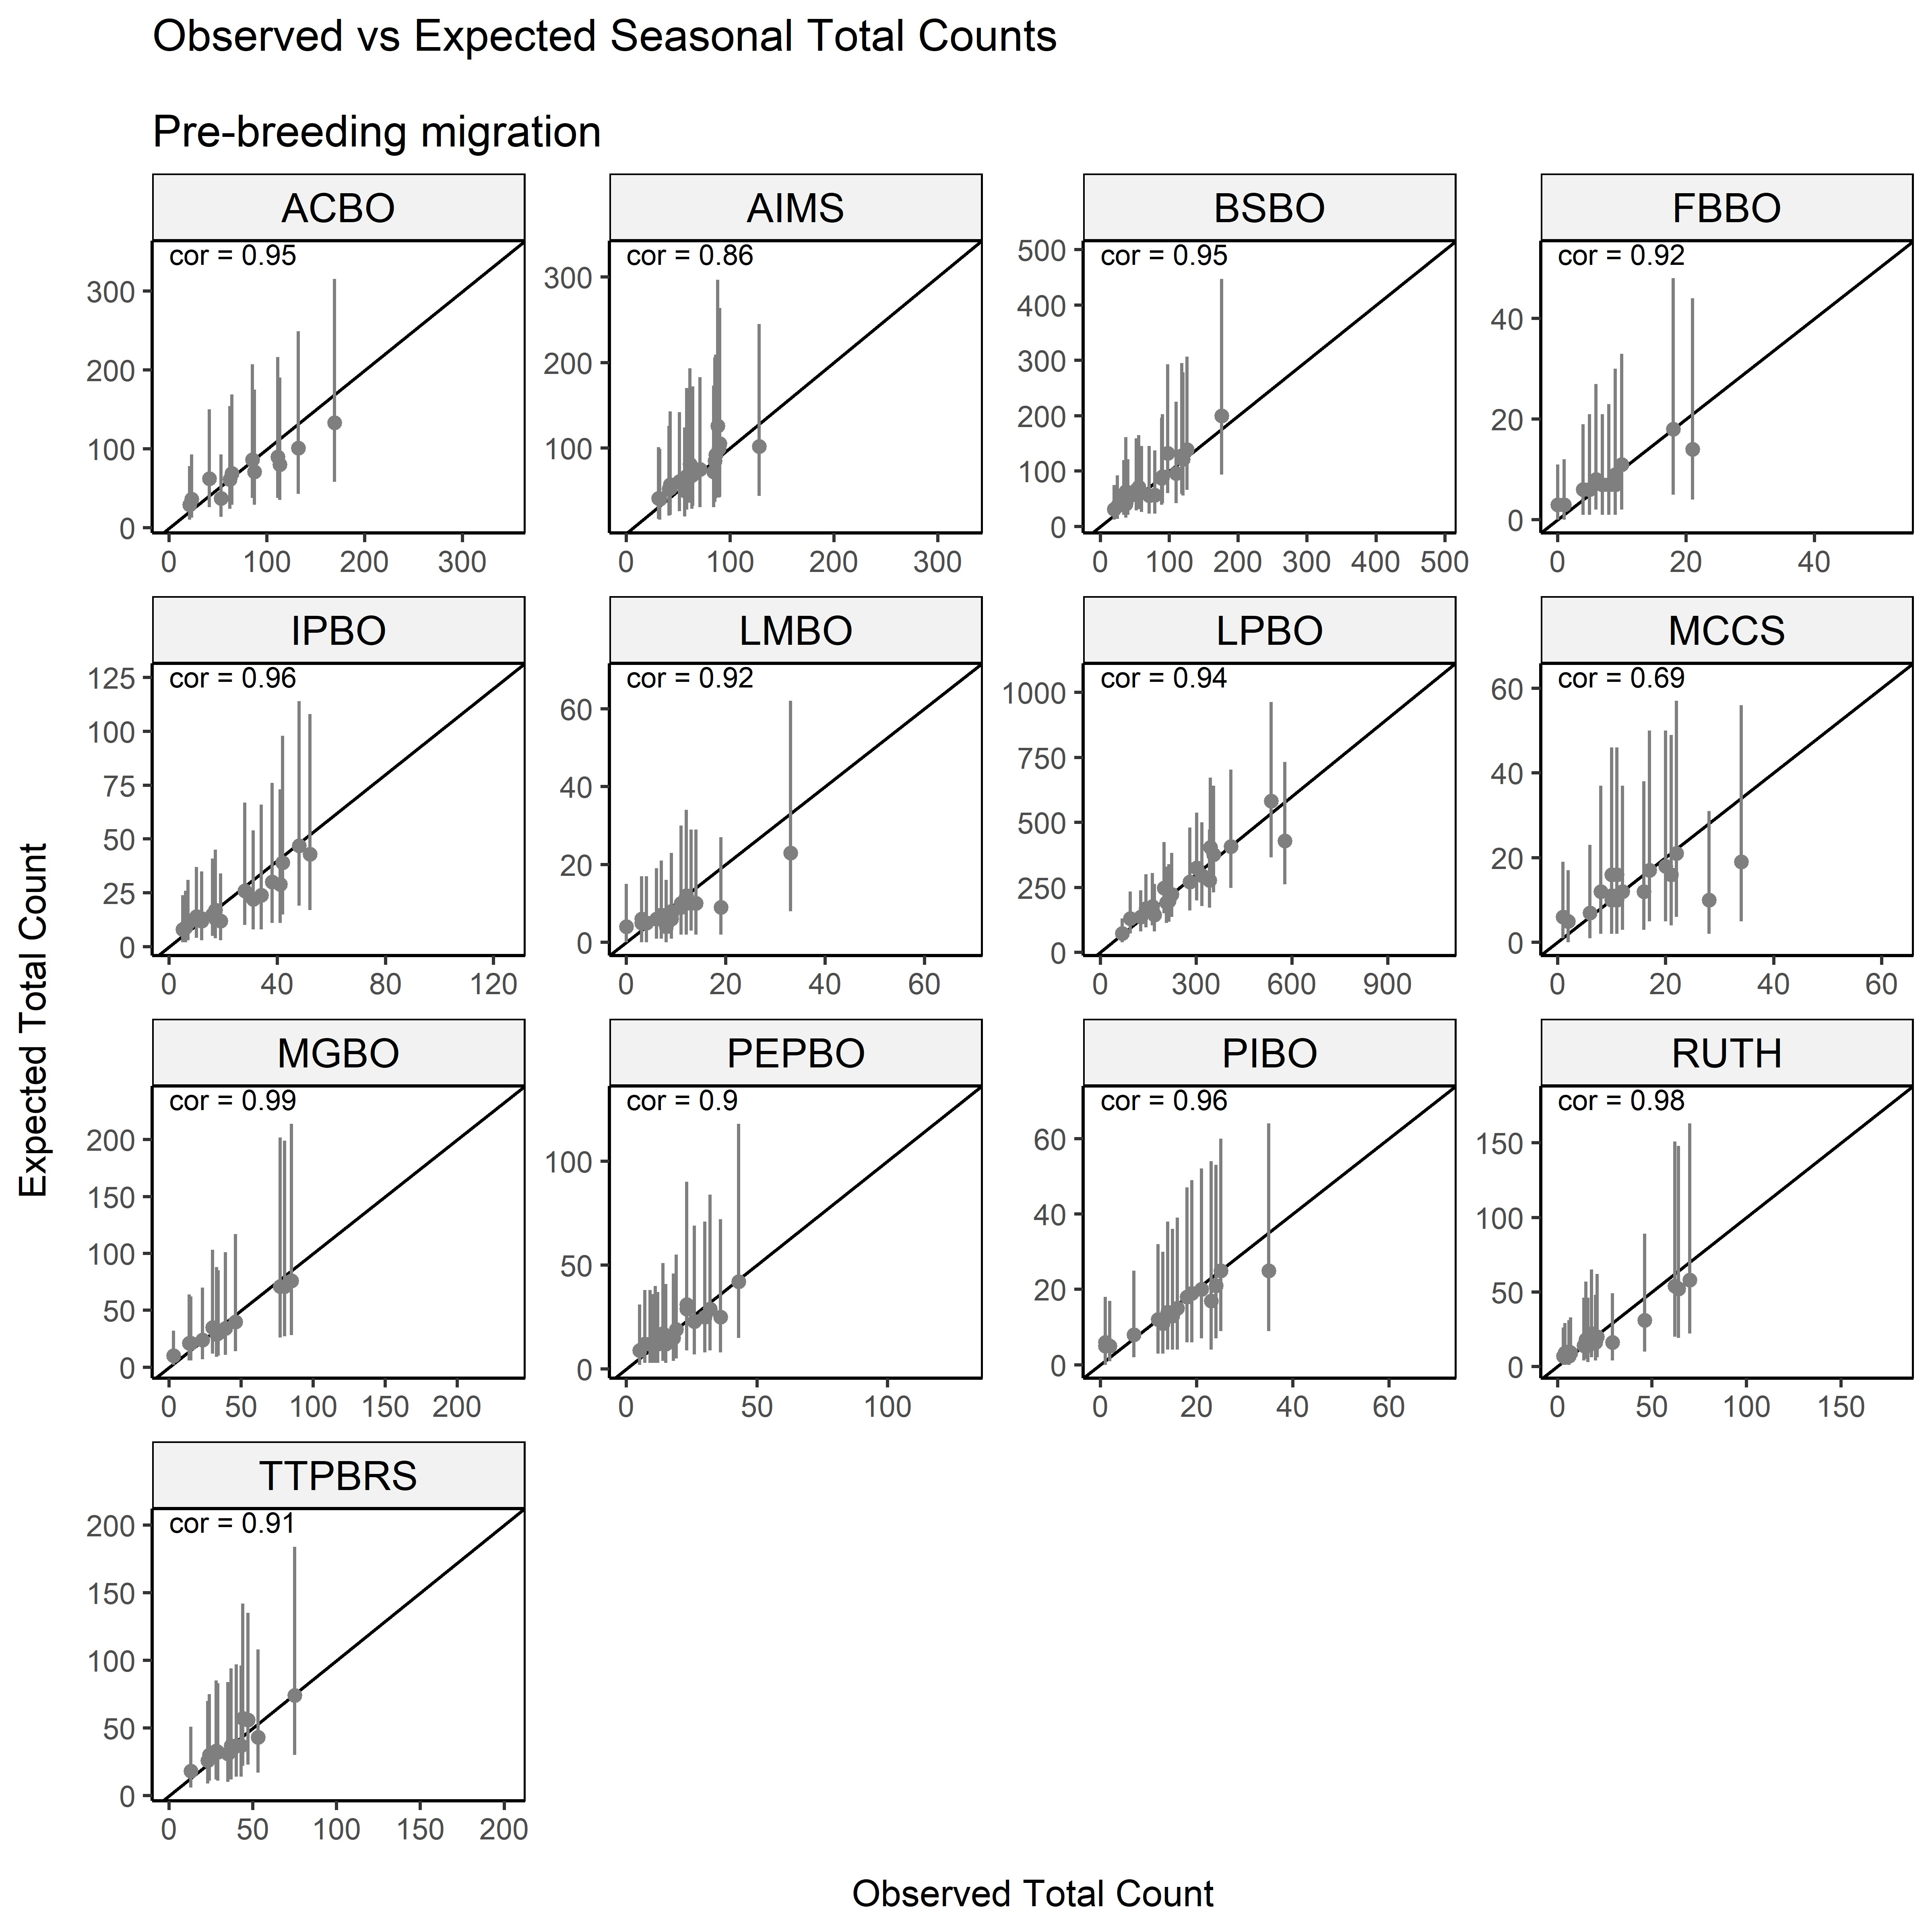 Observed vs Expected Seasonal Total Counts
Pre-breeding migration
ACBO AIMS BSBO FBBO
cor = 0.95 cor = 0.86 cor = 0.95 cor = 0.92
300 200 100 0
0 100 200 300
300 200 100
0 100 200 300
500 400 300 200 100 0
0 100 200 300 400 500
40 20 0
0 20 40
IPBO LMBO LPBO MCCS
cor = 0.96 cor = 0.92 cor = 0.94 cor = 0.69
125 100 75 50 25 0
0 40 80 120
60 40 20 0
0 20 40 60
1000 750 500 250 0
0 300 600 900
60 40 20 0
0 20 40 60
MGBO PEPBO PIBO RUTH
cor = 0.99 cor = 0.9 cor = 0.96 cor = 0.98
200 150 100 50 0
0 50 100 150 200
100 50 0
0 50 100
60 40 20 0
0 20 40 60
150 100 50 0
0 50 100 150
TTPBRS
cor = 0.91
200 150 100 50 0
0 50 100 150 200
Expected Total Count
Observed Total Count